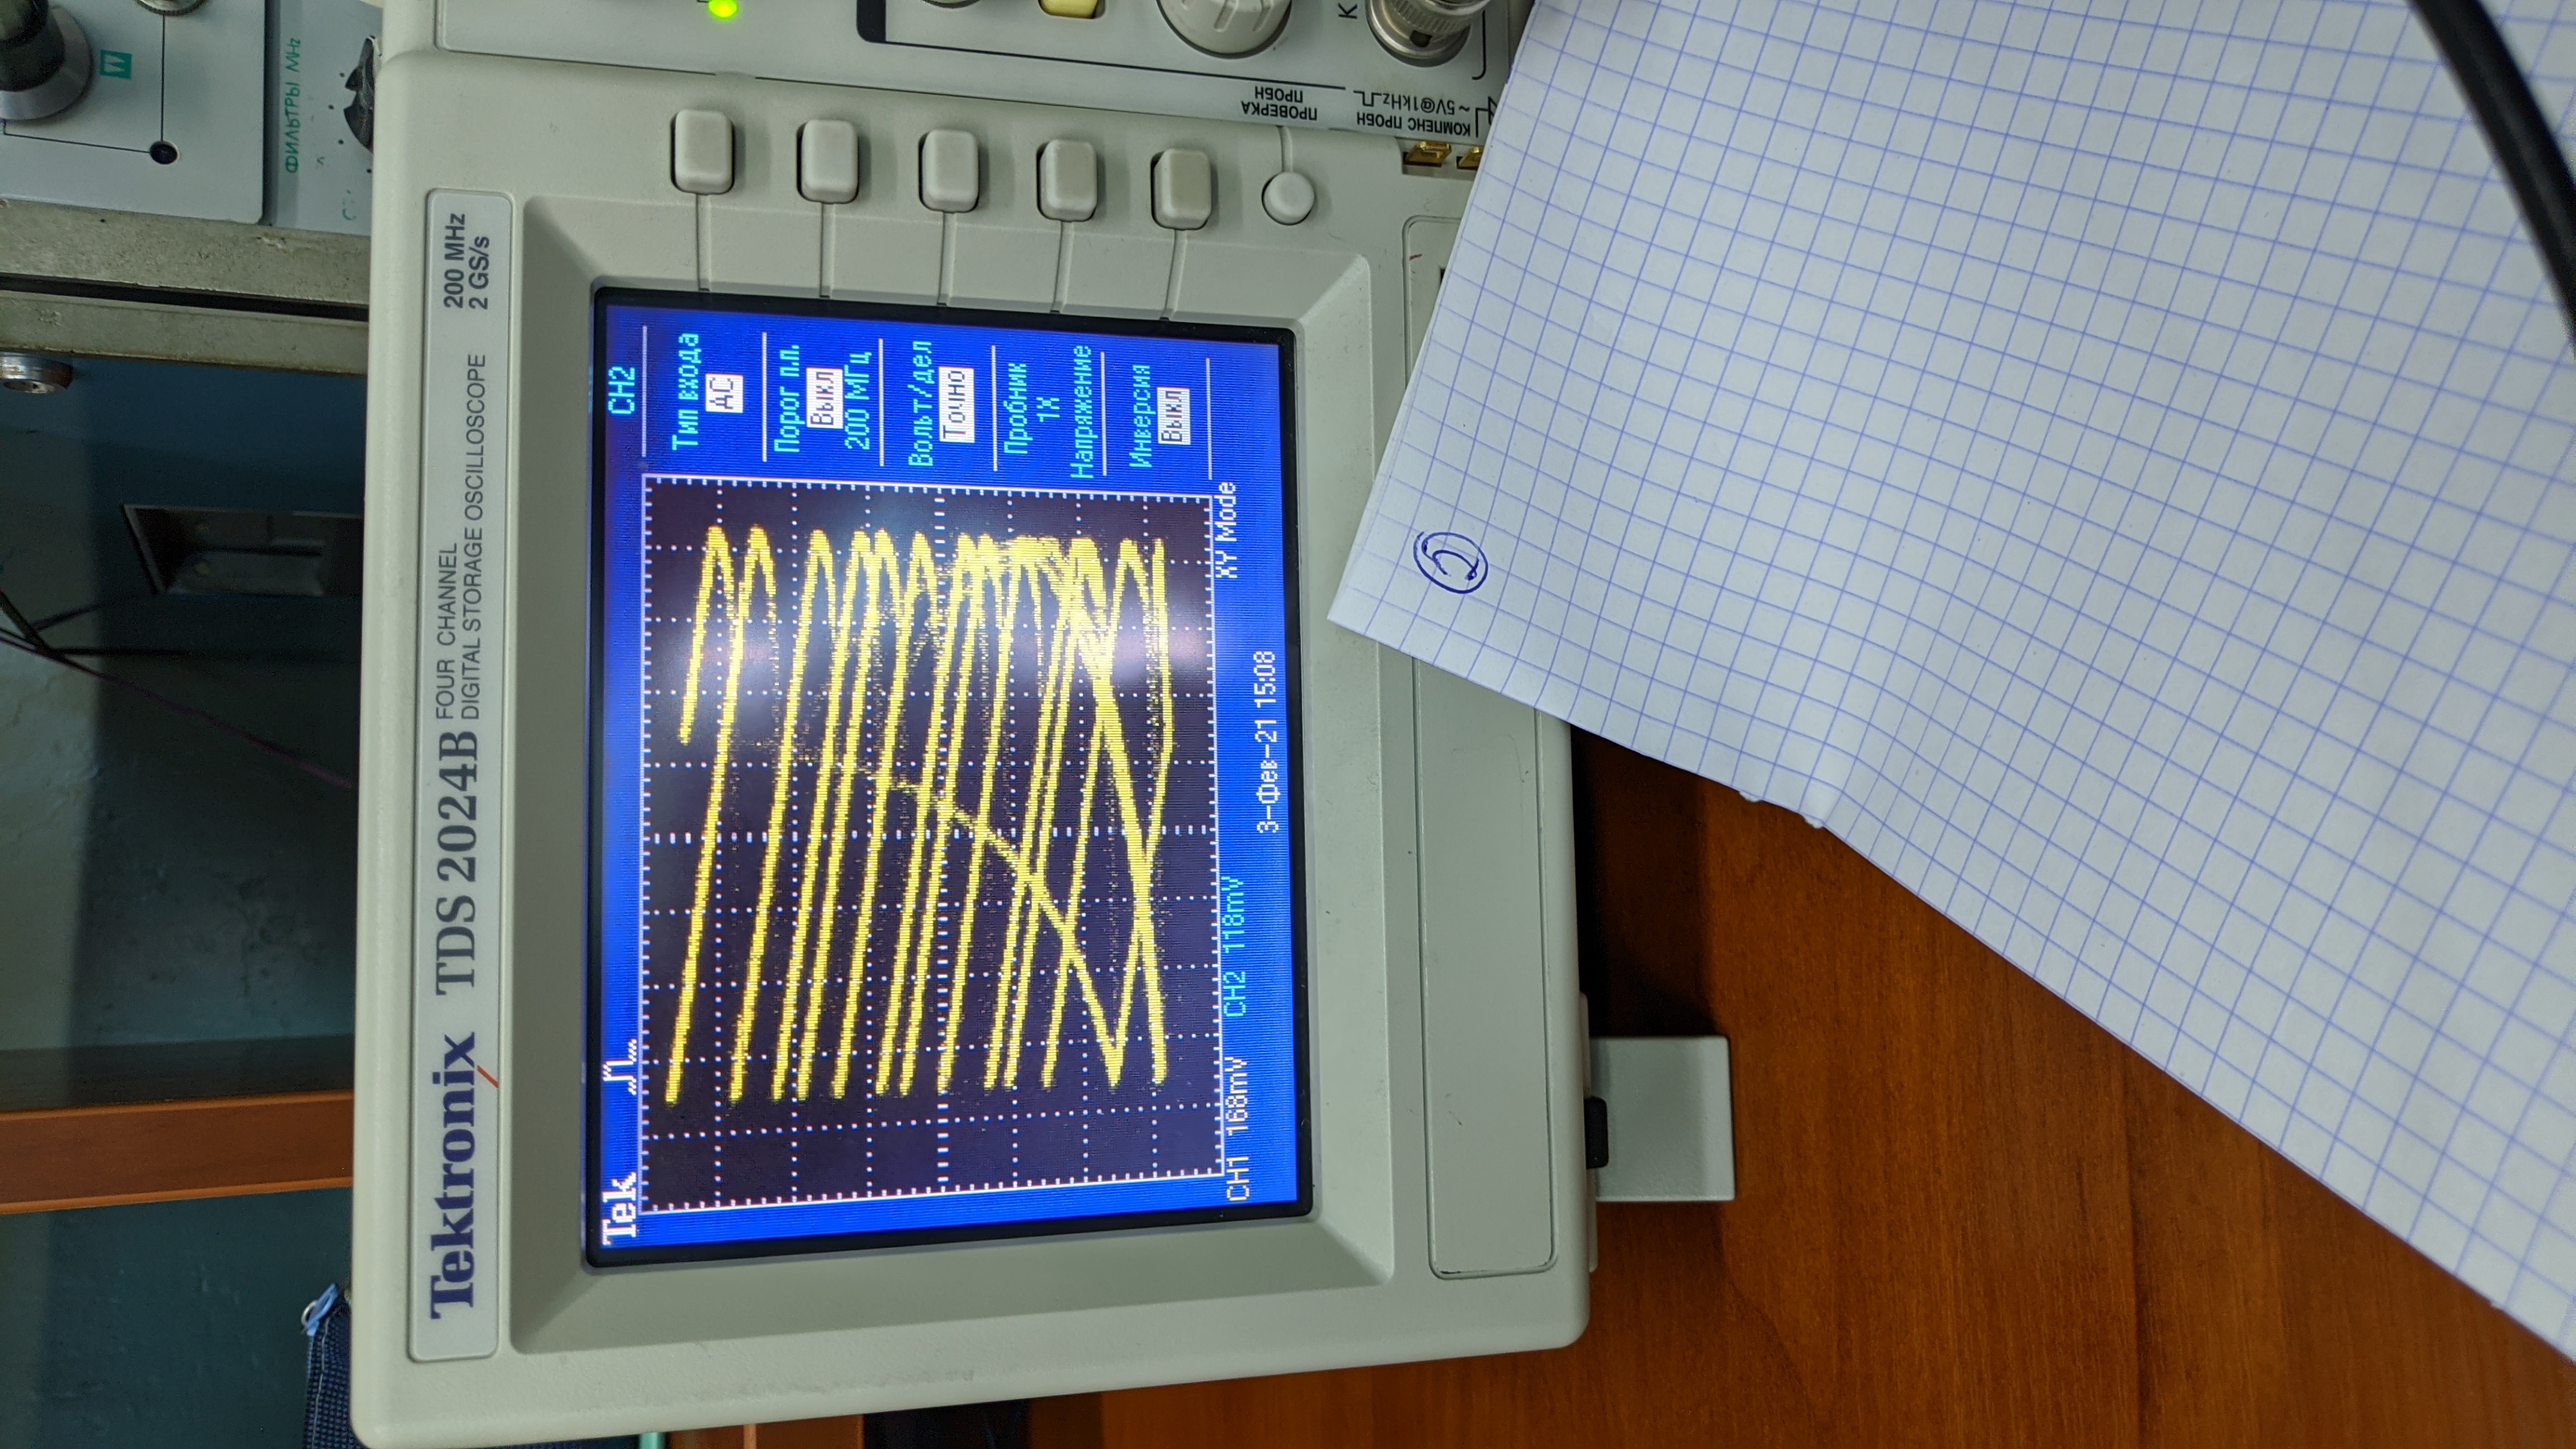 ФИЛЬТРЫ MHz
Tektronix TDS 2024B FOUR CHANNEL
DIGITAL STORAGE OSCILLOSCOPE
200 MHz
2 GS/s
Tek
CH2
Тип входа
AC
Порог п.п.
Выкл
200 МГц
Вольт/дел
Точно
Пробник
1X
Напряжение
Инверсия
Выкл
CH1 168mV CH2 118mV XY Mode
3-Фев-21 15:08
ПРОВЕРКА
ПРОБН
КОМПЕНС ПРОБН
~5V@1kHz
К
2